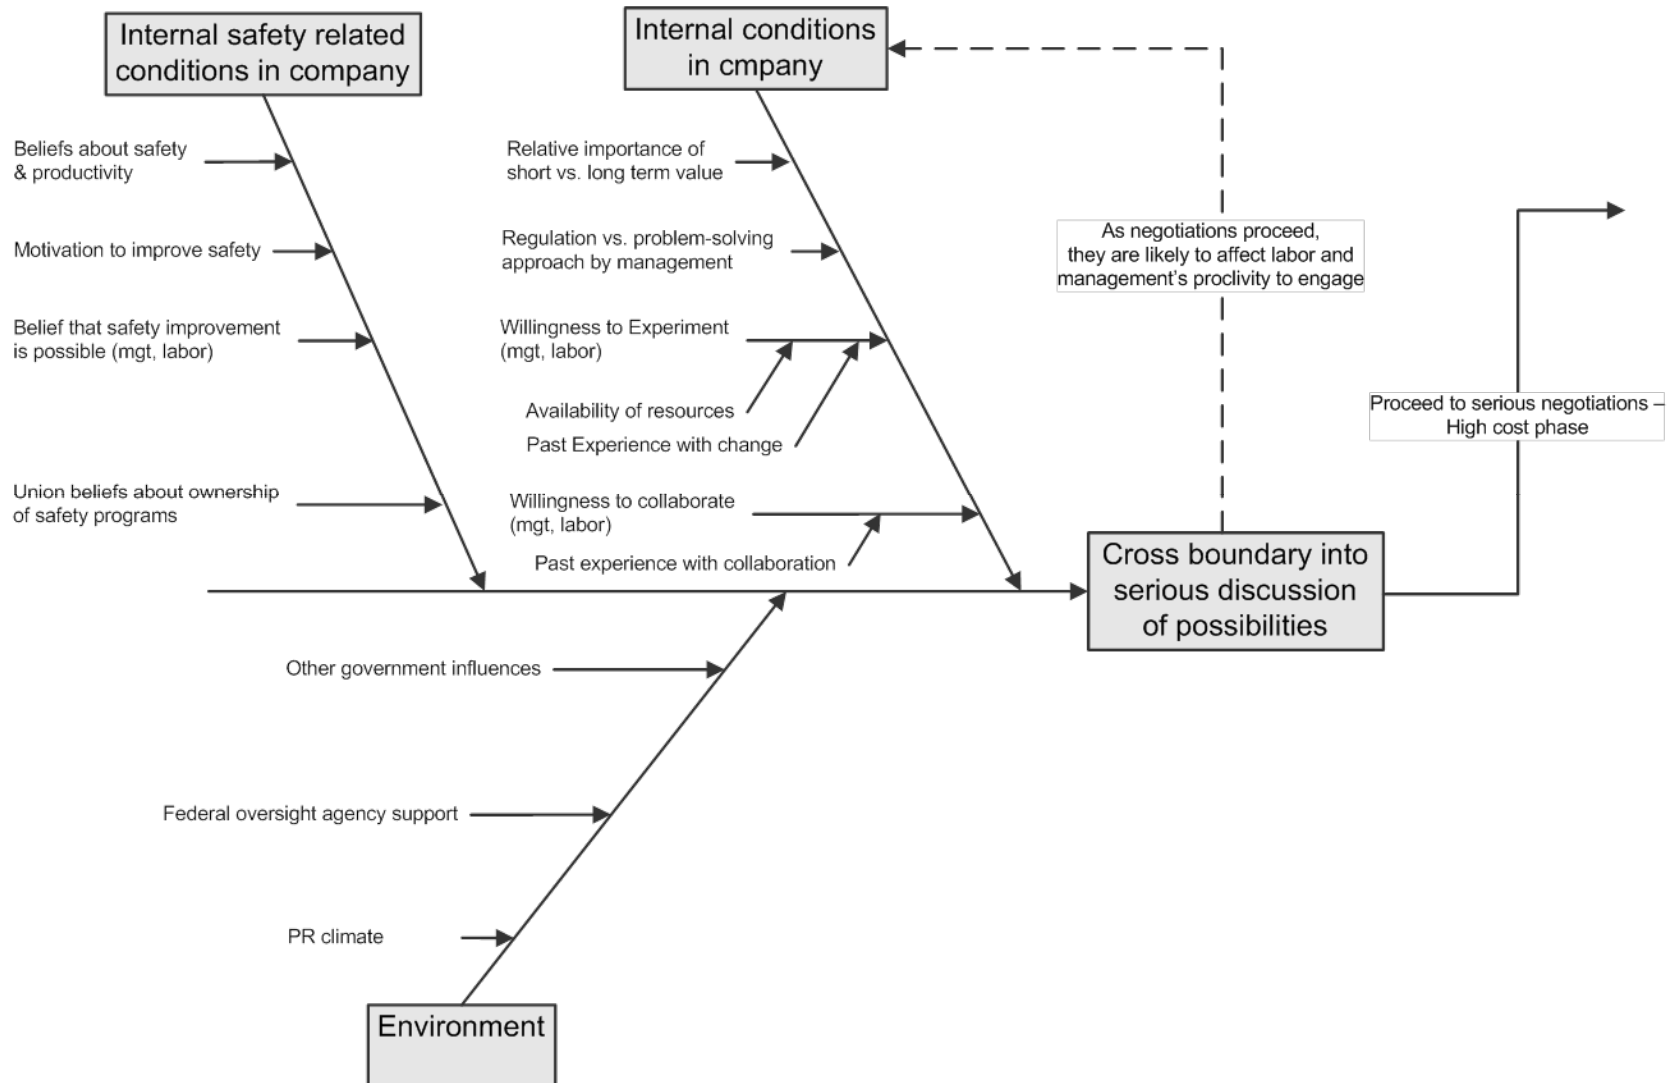 Internal safety related
conditions in company
Internal conditions
in cmpany
Beliefs about safety
& productivity
Motivation to improve safety
Belief that safety improvement
is possible (mgt, labor)
Union beliefs about ownership
of safety programs
Relative importance of
short vs. long term value
Regulation vs. problem-solving
approach by management
Willingness to Experiment
(mgt, labor)
Availability of resources
Past Experience with change
Willingness to collaborate
(mgt, labor)
Past experience with collaboration
As negotiations proceed,
they are likely to affect labor and
management's proclivity to engage
Proceed to serious negotiations –
High cost phase
Cross boundary into
serious discussion
of possibilities
Other government influences
Federal oversight agency support
PR climate
Environment